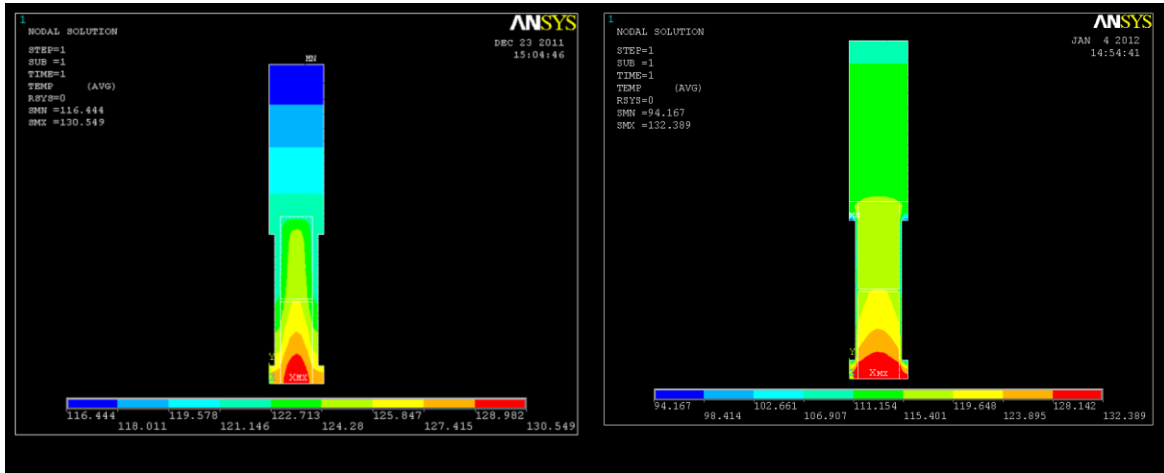 1
ANSYS
NODAL SOLUTION
DEC 23 2011
15:04:46
STEP=1
SUB =1
TIME=1
TEMP (AVG)
RSYS=0
SMN =116.444
SMX =130.549
MN
Y
XMX
116.444 119.578 122.713 125.847 128.982
118.011 121.146 124.28 127.415 130.549
1
ANSYS
NODAL SOLUTION
JAN 4 2012
14:54:41
STEP=1
SUB =1
TIME=1
TEMP (AVG)
RSYS=0
SMN =94.167
SMX =132.389
Y
XMX
94.167 102.661 111.154 119.648 128.142
98.414 106.907 115.401 123.895 132.389